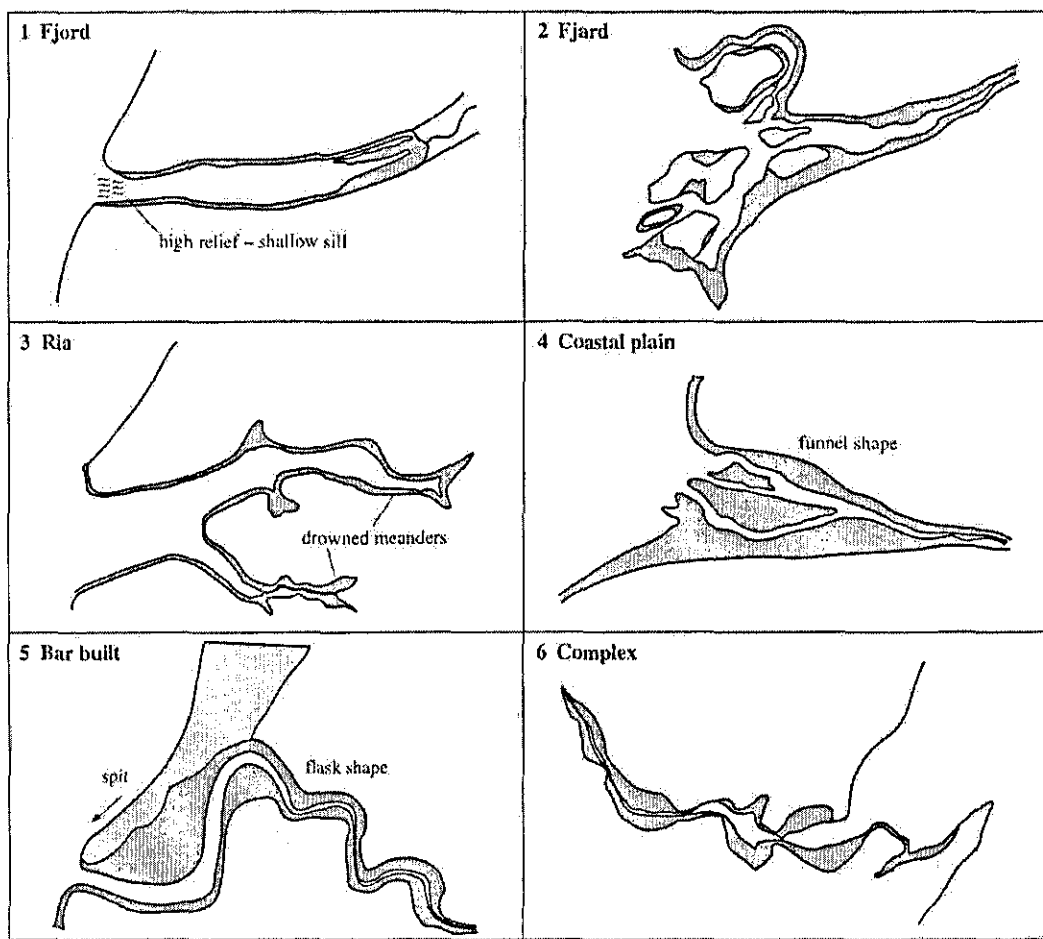 1 Fjord
high relief – shallow sill
2 Fjard
3 Ria
drowned meanders
4 Coastal plain
funnel shape
5 Bar built
spit
flask shape
6 Complex